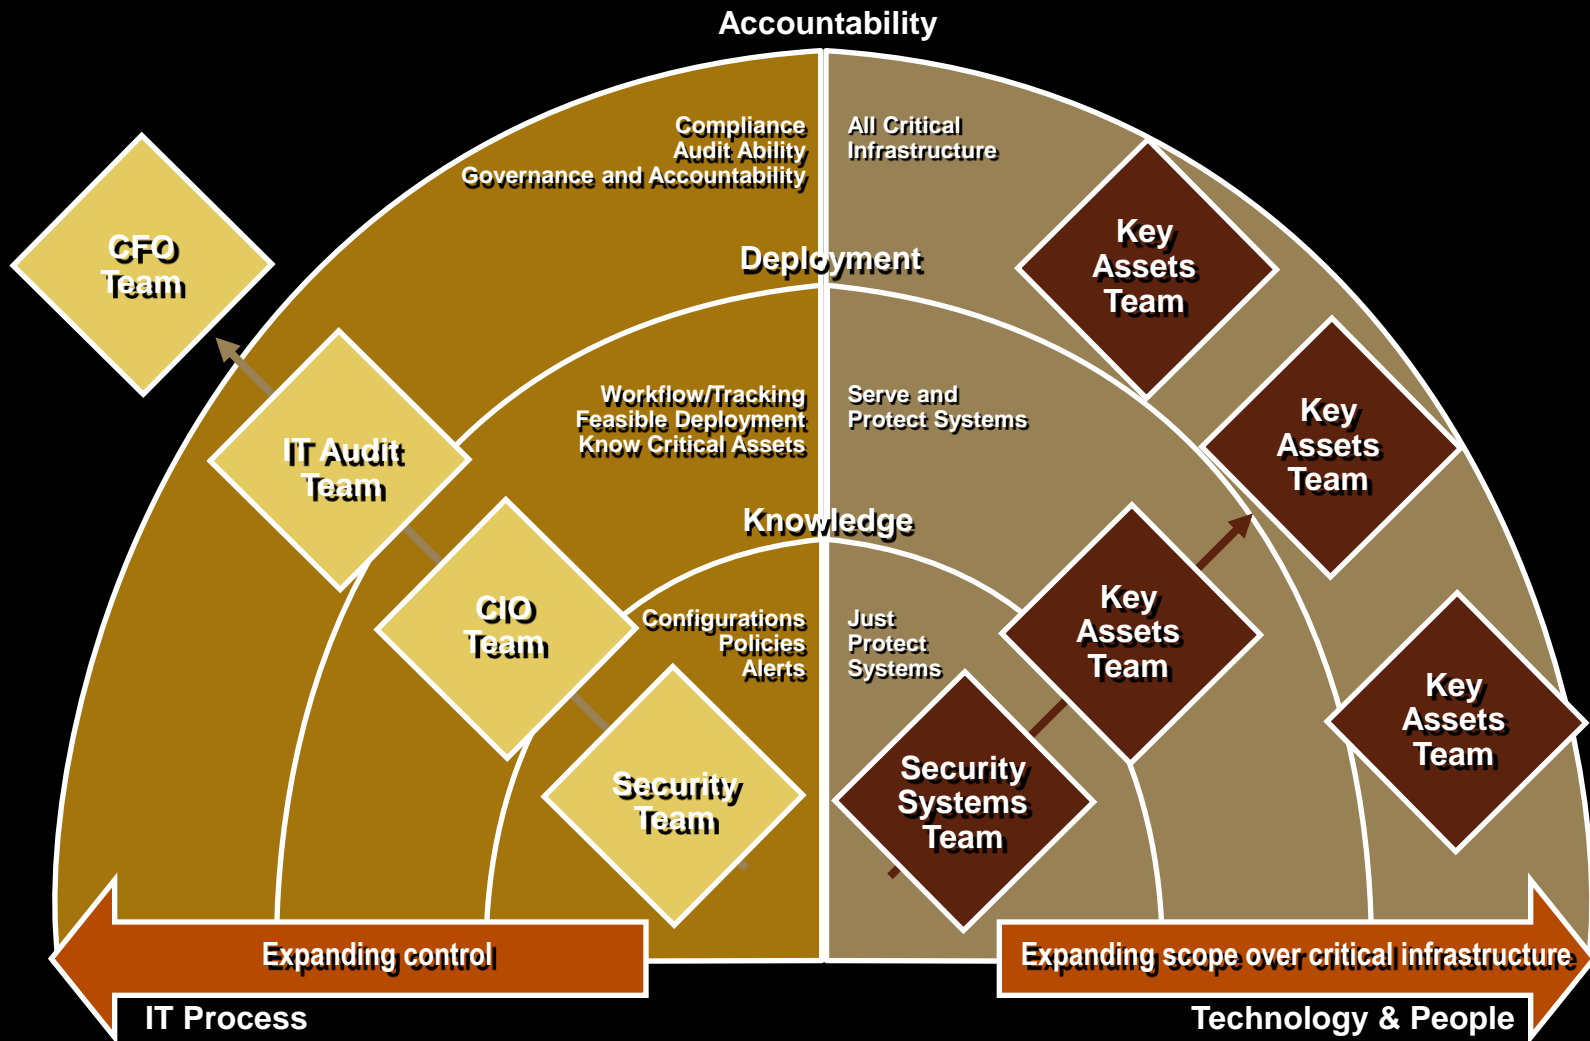 Accountability
Compliance
Audit Ability
Governance and Accountability
All Critical
Infrastructure
CFO
Team
Key
Assets
Team
Deployment
Workflow/Tracking
Feasible Deployment
Know Critical Assets
Serve and
Protect Systems
IT Audit
Team
Key
Assets
Team
Knowledge
Configurations
Policies
Alerts
Just
Protect
Systems
CIO
Team
Key
Assets
Team
Key
Assets
Team
Security
Team
Security
Systems
Team
Expanding control
Expanding scope over critical infrastructure
IT Process
Technology & People